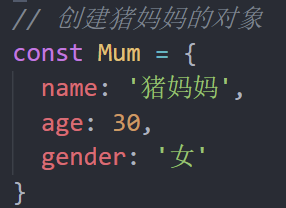 // 创建猪妈妈的对象
const Mum = {
  name: '猪妈妈',
  age: 30,
  gender: '女'
}